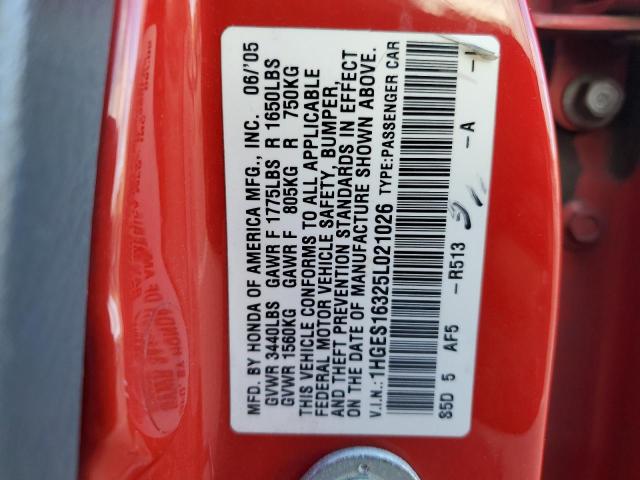 MFD. BY HONDA OF AMERICA MFG., INC. 06/'05
GVWR 3440LBS GAWR F 1775LBS R 1650LBS
GVWR 1560KG GAWR F 805KG R 750KG
THIS VEHICLE CONFORMS TO ALL APPLICABLE
FEDERAL MOTOR VEHICLE SAFETY, BUMPER,
AND THEFT PREVENTION STANDARDS IN EFFECT
ON THE DATE OF MANUFACTURE SHOWN ABOVE.
V.I.N.:1HGES16325L021026 TYPE:PASSENGER CAR
S5D 5 AF5 -R513 -A